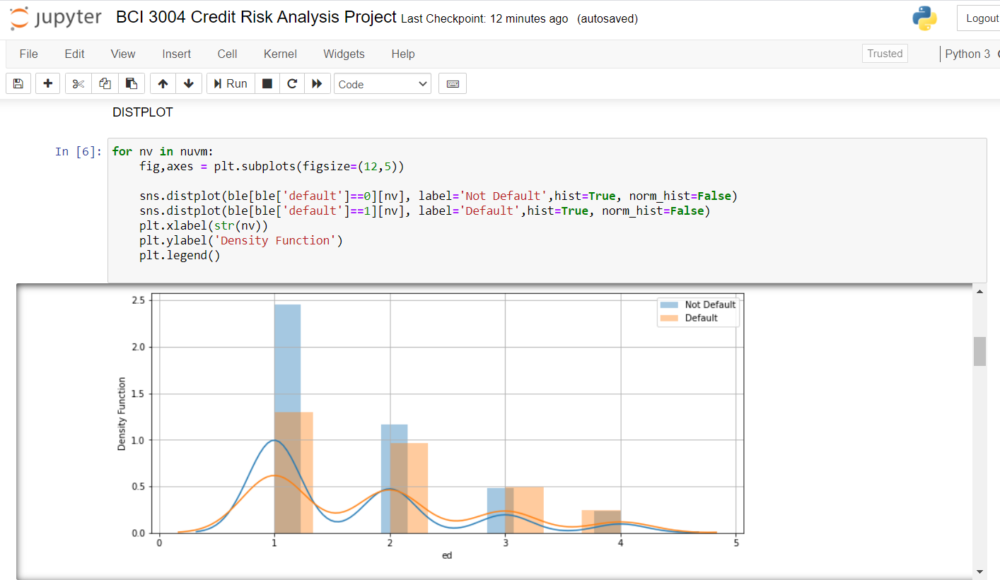 jupyter BCI 3004 Credit Risk Analysis Project Last Checkpoint: 12 minutes ago (autosaved)
Logout
File Edit View Insert Cell Kernel Widgets Help
Trusted
Python 3
Run
Code
DISTPLOT
In [6]:
for nv in nuvm:
    fig,axes = plt.subplots(figsize=(12,5))
    sns.distplot(ble[ble['default']==0][nv], label='Not Default',hist=True, norm_hist=False)
    sns.distplot(ble[ble['default']==1][nv], label='Default',hist=True, norm_hist=False)
    plt.xlabel(str(nv))
    plt.ylabel('Density Function')
    plt.legend()
Not Default
Default
Density Function
2.5
2.0
1.5
1.0
0.5
0.0
0 1 2 3 4 5
ed